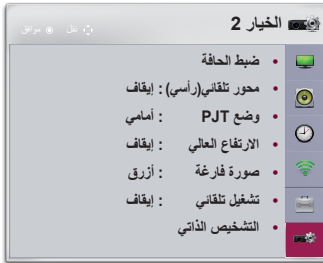 الخيار 2
نقل موافق
ضبط الحافة
محور تلقائي(رأسي) : إيقاف
وضع PJT : أمامي
الارتفاع العالي : إيقاف
صورة فارغة : أزرق
تشغيل تلقائي : إيقاف
التشخيص الذاتي